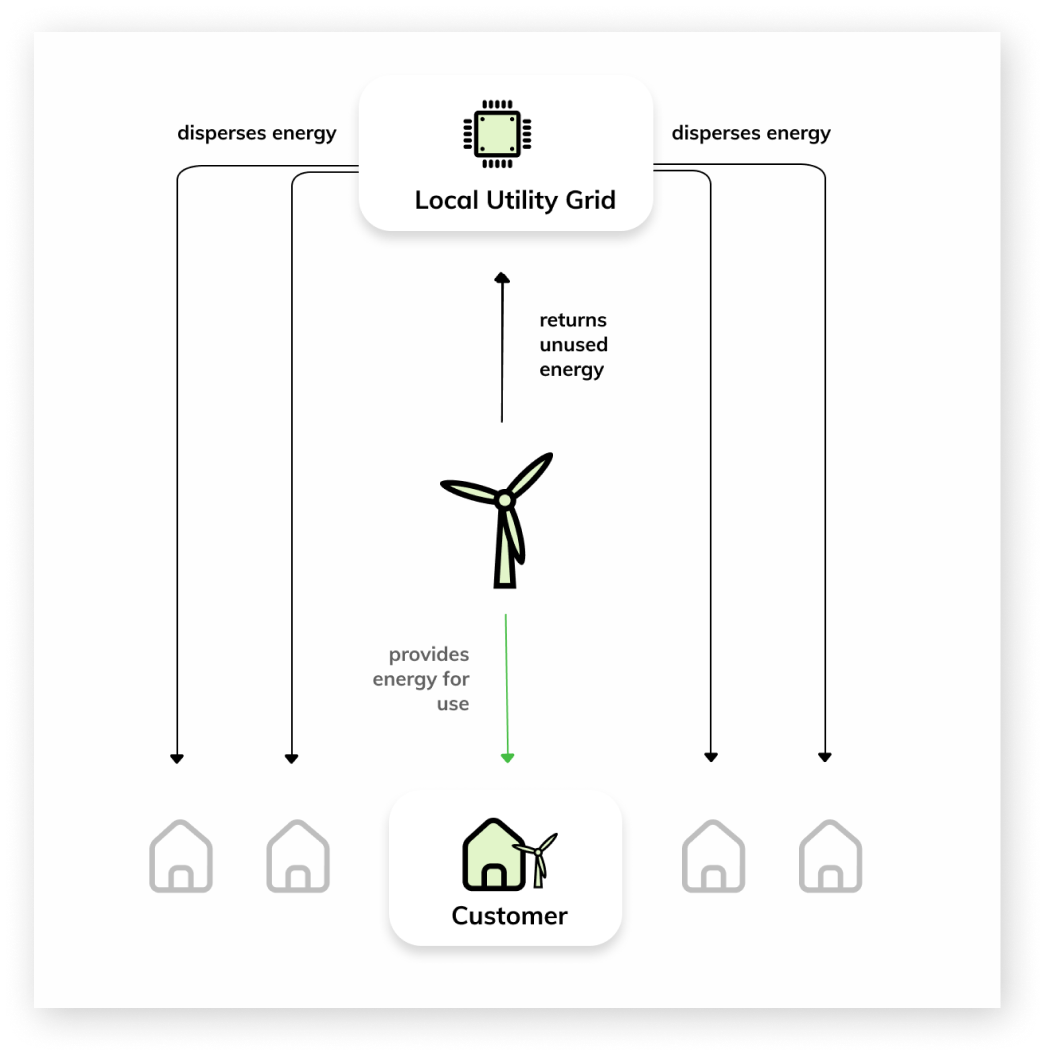 disperses energy
disperses energy
Local Utility Grid
returns
unused
energy
provides
energy for
use
Customer